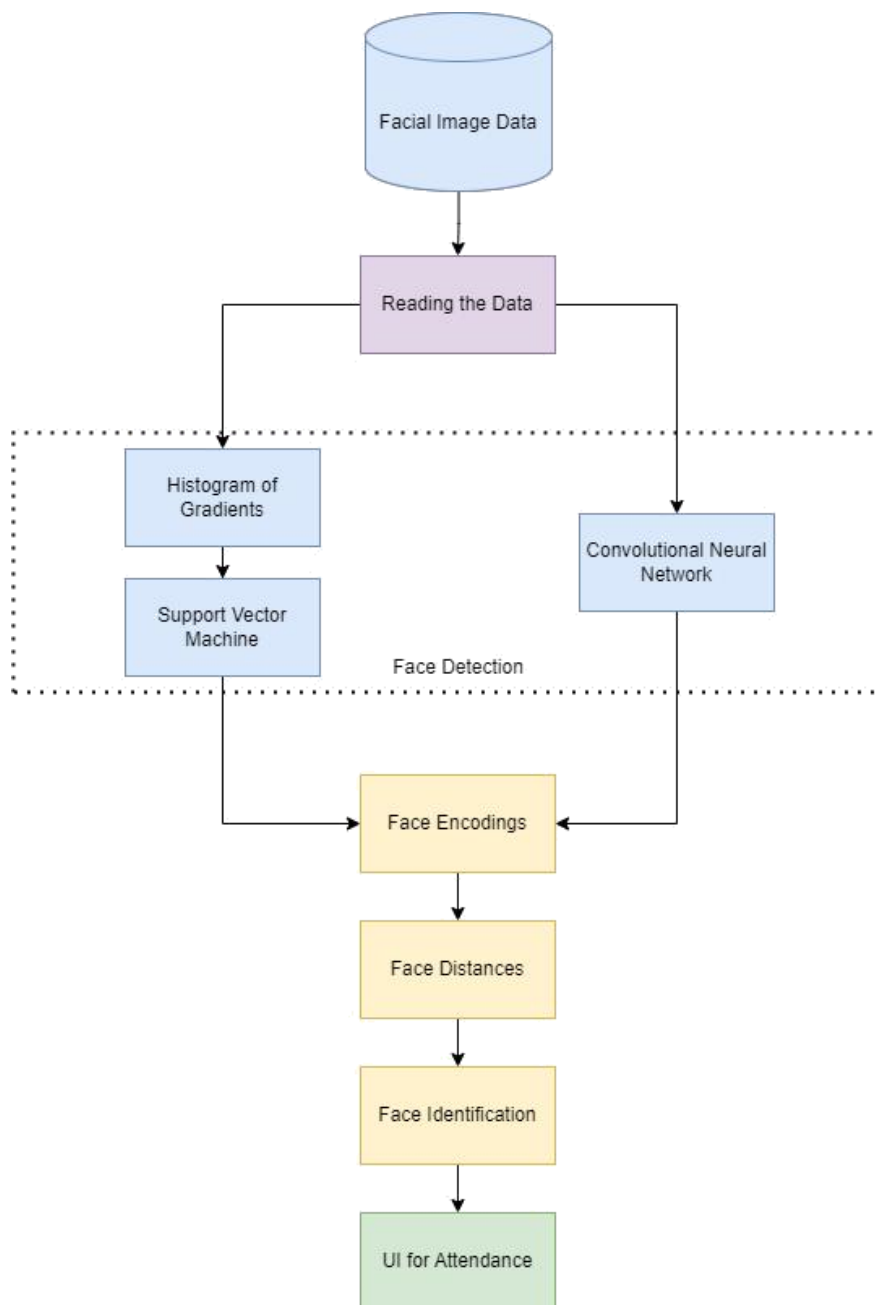 Facial Image Data
Reading the Data
Histogram of
Gradients
Convolutional Neural
Network
Support Vector
Machine
Face Detection
Face Encodings
Face Distances
Face Identification
UI for Attendance